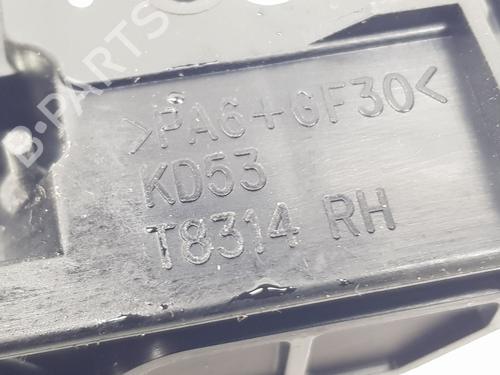 B-PARTS
>PA6+GF30<
KD53
T8314 RH